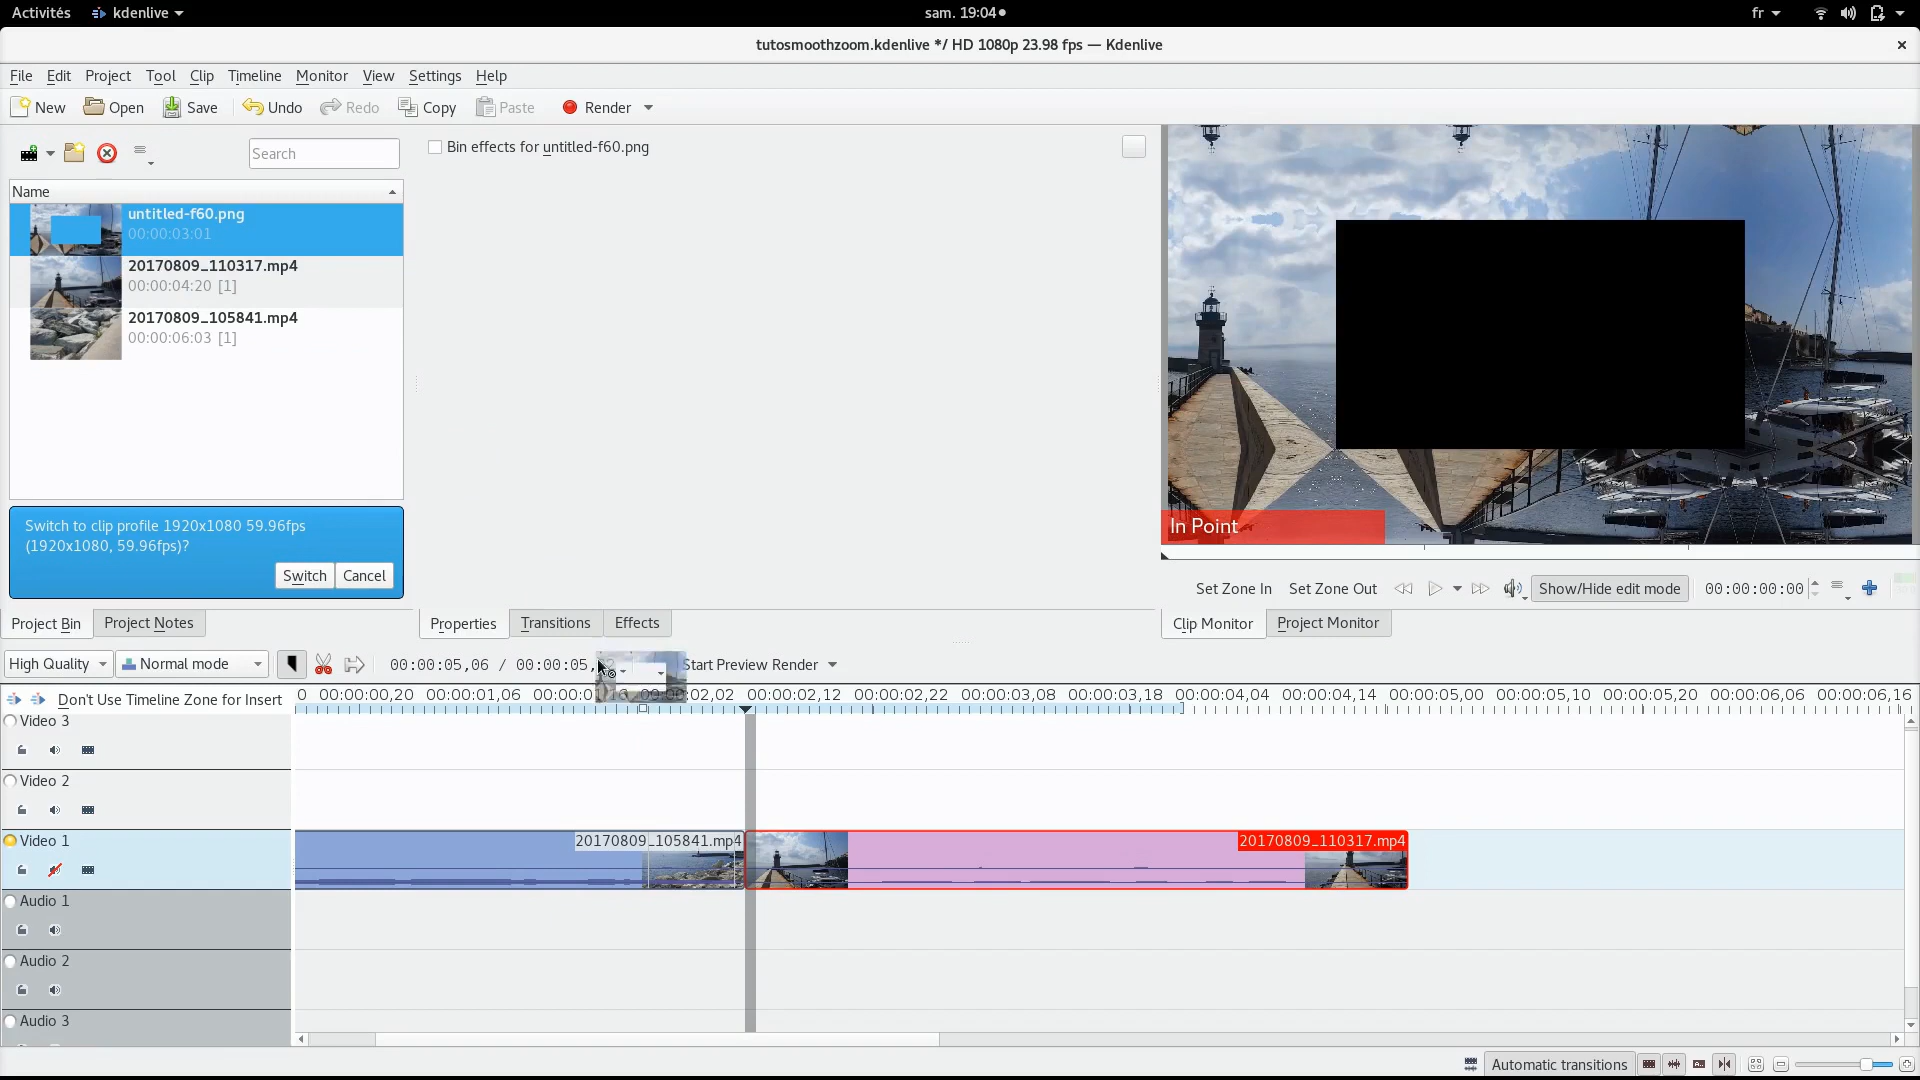 Activités kdenlive sam. 19:04 fr
tutosmoothzoom.kdenlive */ HD 1080p 23.98 fps — Kdenlive
File Edit Project Tool Clip Timeline Monitor View Settings Help
New Open Save Undo Redo Copy Paste Render
Search
Bin effects for untitled-f60.png
Name
untitled-f60.png
00:00:03:01
20170809_110317.mp4
00:00:04:20 [1]
20170809_105841.mp4
00:00:06:03 [1]
In Point
Switch to clip profile 1920x1080 59.96fps
(1920x1080, 59.96fps)?
Switch Cancel
Set Zone In Set Zone Out Show/Hide edit mode 00:00:00:00
Project Bin Project Notes Properties Transitions Effects Clip Monitor Project Monitor
High Quality Normal mode 00:00:05,06 / 00:00:05, Start Preview Render
Don't Use Timeline Zone for Insert 0 00:00:00,20 00:00:01,06 00:00:02,02 00:00:02,12 00:00:02,22 00:00:03,08 00:00:03,18 00:00:04,04 00:00:04,14 00:00:05,00 00:00:05,10 00:00:05,20 00:00:06,06 00:00:06,16
Video 3
Video 2
Video 1 20170809_105841.mp4 20170809_110317.mp4
Audio 1
Audio 2
Audio 3
Automatic transitions